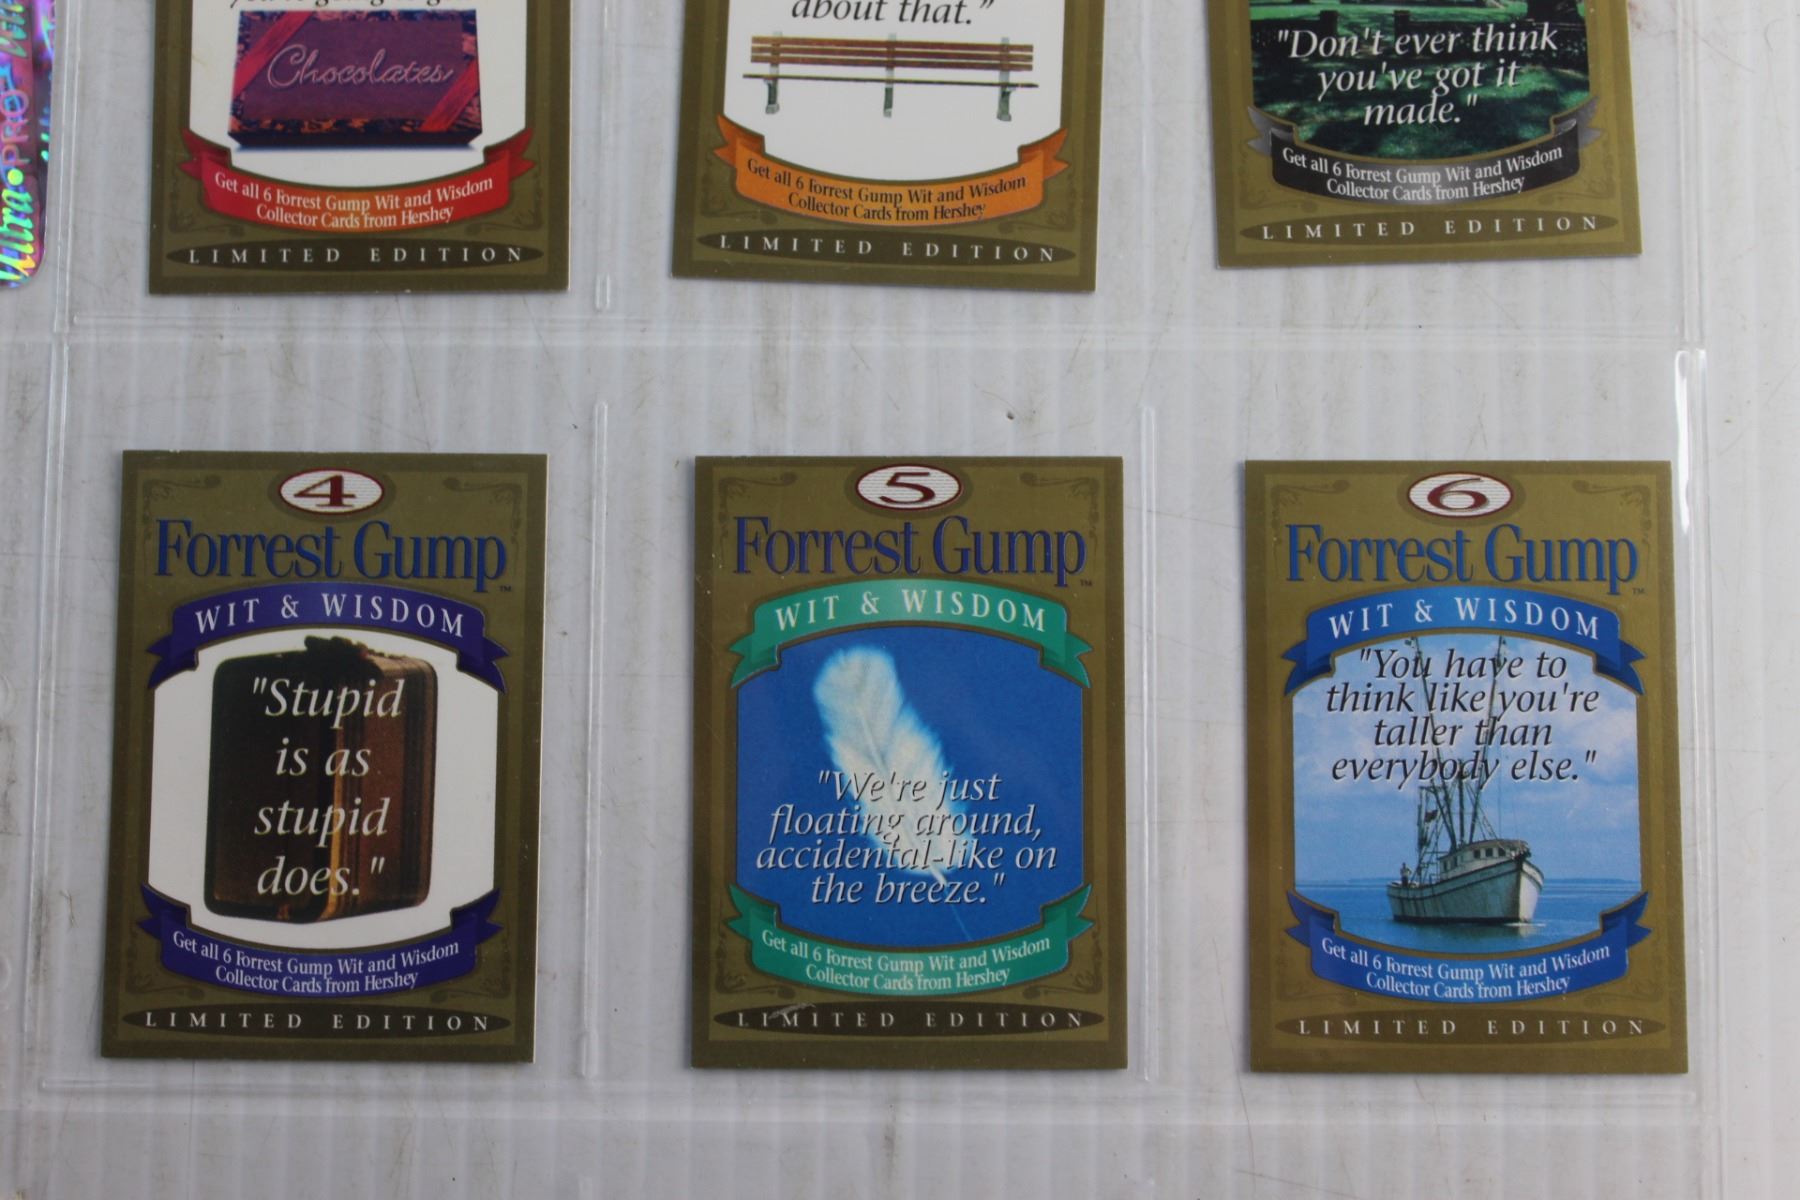 Chocolates
Get all 6 Forrest Gump Wit and Wisdom
Collector Cards from Hershey
LIMITED EDITION
about that."
Get all 6 Forrest Gump Wit and Wisdom
Collector Cards from Hershey
LIMITED EDITION
"Don't ever think
you've got it
made."
Get all 6 Forrest Gump Wit and Wisdom
Collector Cards from Hershey
LIMITED EDITION
Ultra•PRO
4
Forrest Gump™
WIT & WISDOM
"Stupid
is as
stupid
does."
Get all 6 Forrest Gump Wit and Wisdom
Collector Cards from Hershey
LIMITED EDITION
5
Forrest Gump™
WIT & WISDOM
"We're just
floating around,
accidental-like on
the breeze."
Get all 6 Forrest Gump Wit and Wisdom
Collector Cards from Hershey
LIMITED EDITION
6
Forrest Gump™
WIT & WISDOM
"You have to
think like you're
taller than
everybody else."
Get all 6 Forrest Gump Wit and Wisdom
Collector Cards from Hershey
LIMITED EDITION